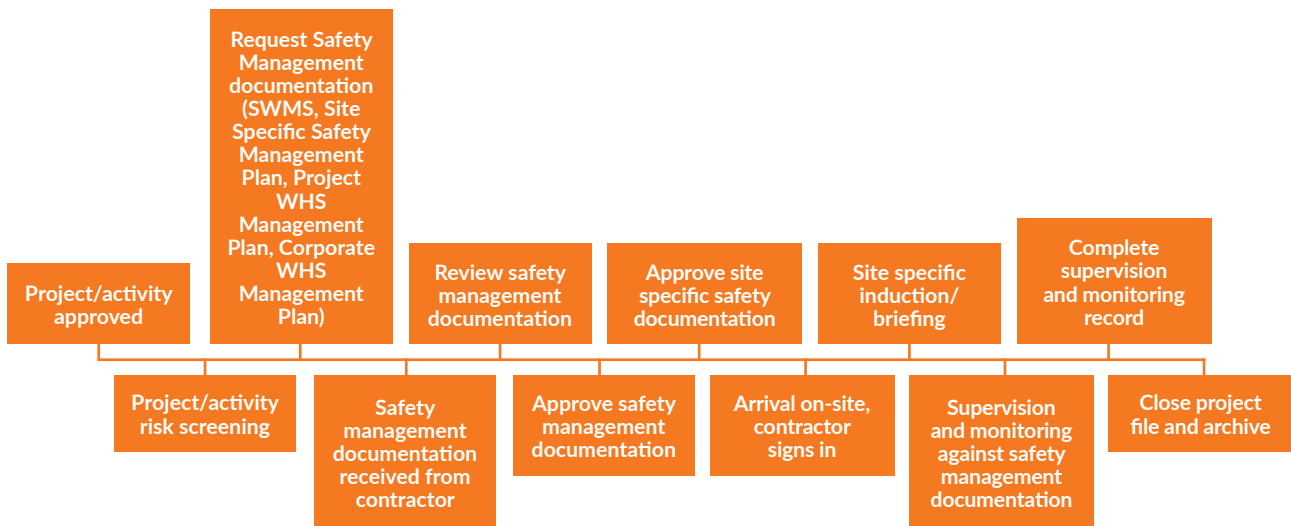 Project/activity
approved
Project/activity
risk screening
Request Safety
Management
documentation
(SWMS, Site
Specific Safety
Management
Plan, Project
WHS
Management
Plan, Corporate
WHS
Management
Plan)
Safety
management
documentation
received from
contractor
Review safety
management
documentation
Approve safety
management
documentation
Approve site
specific safety
documentation
Arrival on-site,
contractor
signs in
Site specific
induction/
briefing
Supervision
and monitoring
against safety
management
documentation
Complete
supervision
and monitoring
record
Close project
file and archive